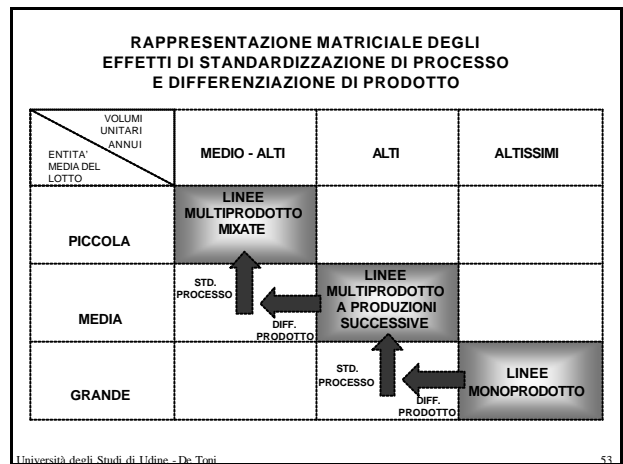 RAPPRESENTAZIONE MATRICIALE DEGLI
EFFETTI DI STANDARDIZZAZIONE DI PROCESSO
E DIFFERENZIAZIONE DI PRODOTTO
VOLUMI
UNITARI
ANNUI
ENTITA'
MEDIA DEL
LOTTO
MEDIO - ALTI
ALTI
ALTISSIMI
PICCOLA
LINEE
MULTIPRODOTTO
MIXATE
MEDIA
STD.
PROCESSO
DIFF.
PRODOTTO
LINEE
MULTIPRODOTTO
A PRODUZIONI
SUCCESSIVE
GRANDE
STD.
PROCESSO
DIFF.
PRODOTTO
LINEE
MONOPRODOTTO
Università degli Studi di Udine - De Toni
53